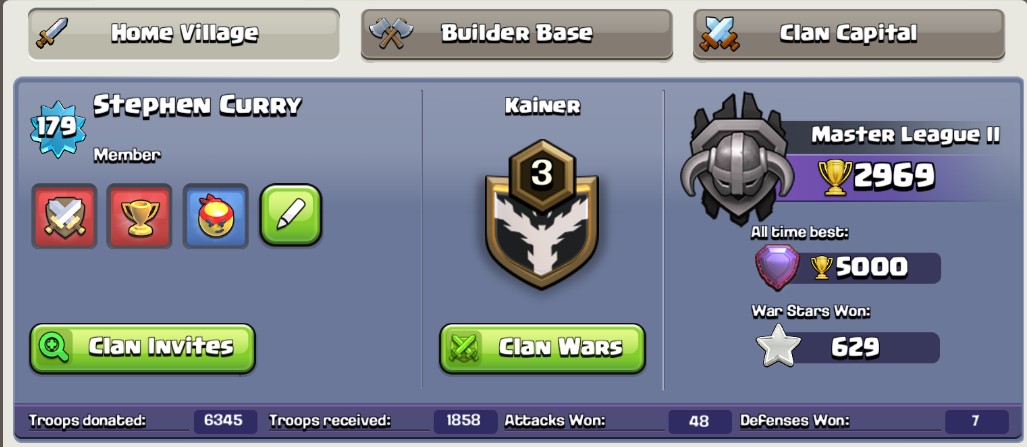 Home Village
Builder Base
Clan Capital
179
Stephen Curry
Member
Clan Invites
Kainer
3
Clan Wars
Master League II
2969
All time best:
5000
War Stars Won:
629
Troops donated: 6345 Troops received: 1858 Attacks Won: 48 Defenses Won: 7